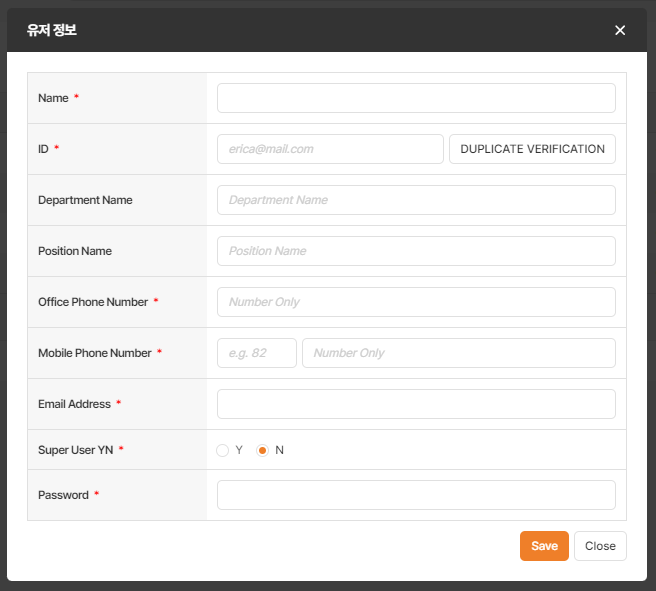 유저 정보
Name *
ID * erica@mail.com DUPLICATE VERIFICATION
Department Name Department Name
Position Name Position Name
Office Phone Number * Number Only
Mobile Phone Number * e.g. 82 Number Only
Email Address *
Super User YN * Y N
Password *
Save Close